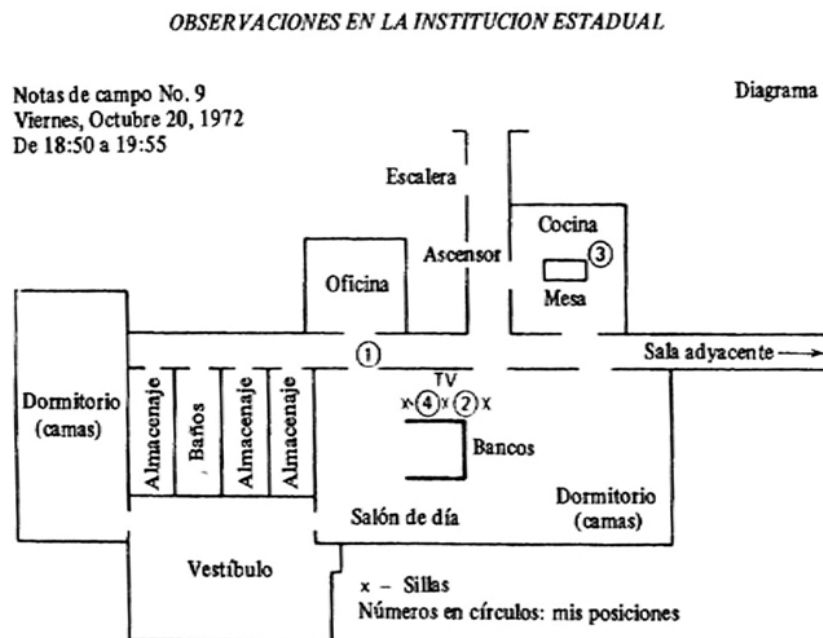 OBSERVACIONES EN LA INSTITUCION ESTADUAL
Notas de campo No. 9
Viernes, Octubre 20, 1972
De 18:50 a 19:55
Diagrama
Escalera
Cocina
Ascensor
3
Oficina
Mesa
1
Sala adyacente
TV
x 4 x 2 x
Dormitorio
(camas)
Almacenaje
Baños
Almacenaje
Almacenaje
Bancos
Salón de día
Dormitorio
(camas)
Vestíbulo
x – Sillas
Números en círculos: mis posiciones